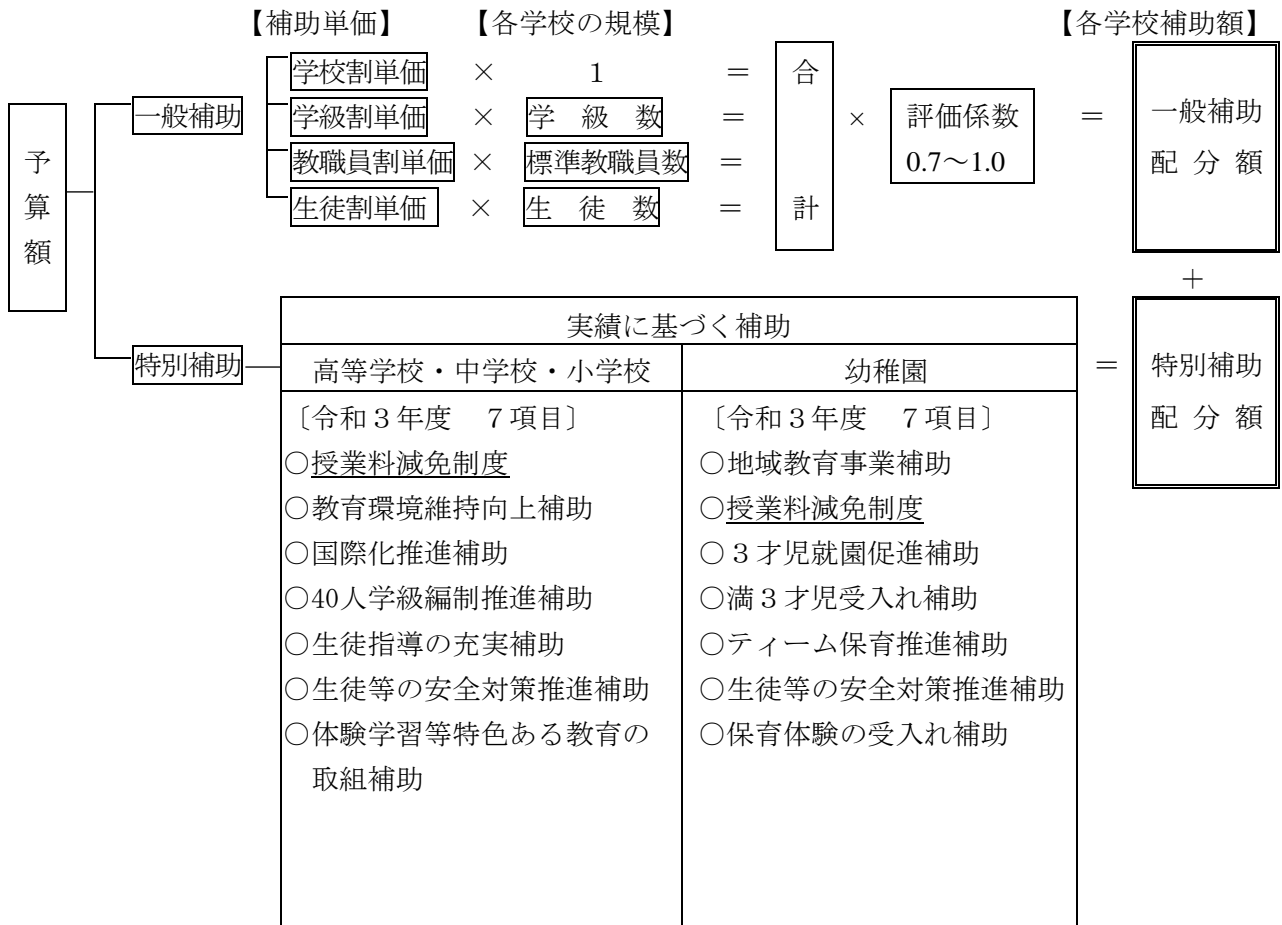 【補助単価】 【各学校の規模】 【各学校補助額】
学校割単価 × 1 =
一般補助 学級割単価 × 学 級 数 =
教職員割単価 × 標準教職員数 =
生徒割単価 × 生 徒 数 =
合
計
× 評価係数 =
0.7~1.0
一般補助
配 分 額
予
算
額
+
実績に基づく補助
特別補助 高等学校・中学校・小学校 幼稚園 = 特別補助
配 分 額
〔令和3年度 7項目〕
○授業料減免制度
○教育環境維持向上補助
○国際化推進補助
○40人学級編制推進補助
○生徒指導の充実補助
○生徒等の安全対策推進補助
○体験学習等特色ある教育の
取組補助
〔令和3年度 7項目〕
○地域教育事業補助
○授業料減免制度
○3才児就園促進補助
○満3才児受入れ補助
○ティーム保育推進補助
○生徒等の安全対策推進補助
○保育体験の受入れ補助